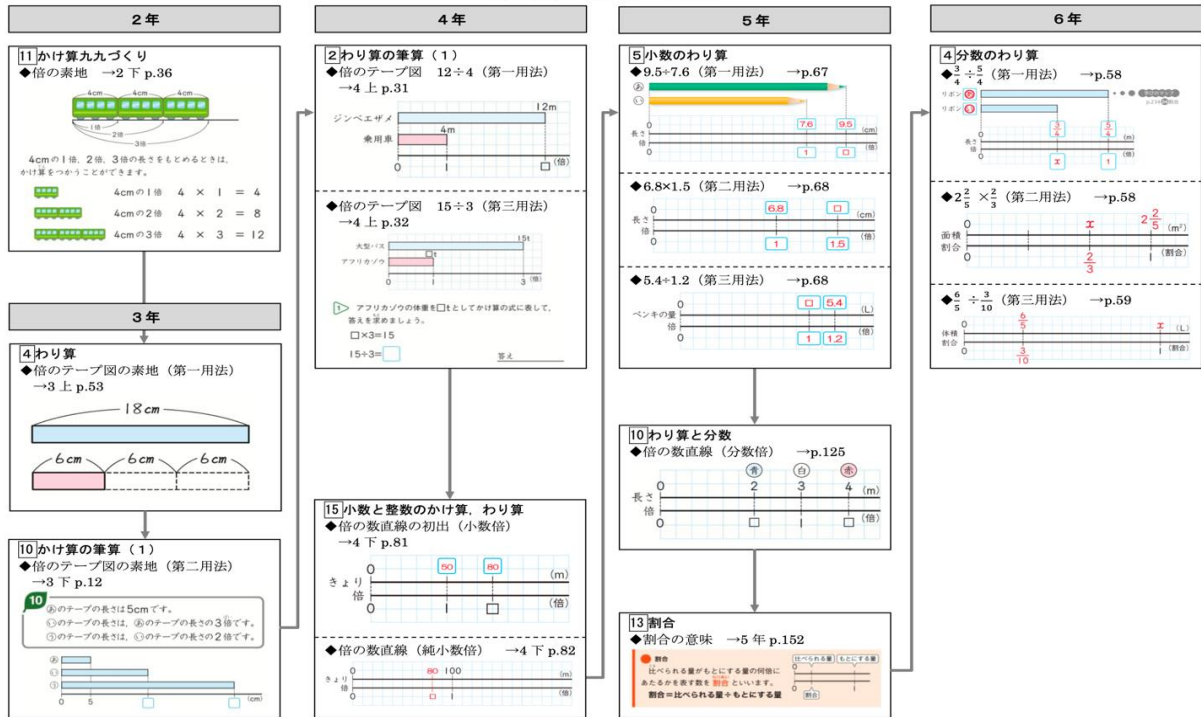 2年
11 かけ算九九づくり
◆倍の素地 →2下 p.36
4cm 4cm 4cm
1倍
2倍
3倍
4cmの1倍，2倍，3倍の長さをもとめるときは，
かけ算をつかうことができます。
4cmの1倍 4 × 1 = 4
4cmの2倍 4 × 2 = 8
4cmの3倍 4 × 3 = 12
3年
4 わり算
◆倍のテープ図の素地（第一用法）
→3上 p.53
18cm
6cm 6cm 6cm
10 かけ算の筆算（1）
◆倍のテープ図の素地（第二用法）
→3下 p.12
10
あのテープの長さは5cmです。
いのテープの長さは，あのテープの長さの3倍です。
うのテープの長さは，いのテープの長さの2倍です。
あ
い
う
0 5 □ □ (cm)
4年
2 わり算の筆算（1）
◆倍のテープ図 12÷4（第一用法）
→4上 p.31
12m
ジンベエザメ
4m
乗用車
0 1 □ (倍)
◆倍のテープ図 15÷3（第三用法）
→4上 p.32
15t
大型バス
□t
アフリカゾウ
0 1 3 (倍)
1 アフリカゾウの体重を□tとしてかけ算の式に表して，
答えを求めましょう。
□×3=15
15÷3=□
答え
15 小数と整数のかけ算，わり算
◆倍の数直線の初出（小数倍）
→4下 p.81
0 50 80 (m)
きょり
倍
0 1 □ (倍)
◆倍の数直線（純小数倍） →4下 p.82
0 80 100 (m)
きょり
倍
0 □ 1 (倍)
5年
5 小数のわり算
◆9.5÷7.6（第一用法） →p.67
あ
い
0 7.6 9.5 (cm)
長さ
倍
0 1 □ (倍)
◆6.8×1.5（第二用法） →p.68
0 6.8 □ (cm)
長さ
倍
0 1 1.5 (倍)
◆5.4÷1.2（第三用法） →p.68
0 □ 5.4 (L)
ペンキの量
倍
0 1 1.2 (倍)
10 わり算と分数
◆倍の数直線（分数倍） →p.125
青 白 赤
0 2 3 4 (m)
長さ
倍
0 □ 1 □ (倍)
13 割合
◆割合の意味 →5年 p.152
割合
比べられる量がもとにする量の何倍に
あたるかを表す数を割合といいます。
割合＝比べられる量÷もとにする量
比べられる量 もとにする量
0
0 1
割合
6年
4 分数のわり算
◆3/4÷5/4（第一用法） →p.58
リボンあ
リボンう
0 3/4 5/4 (m)
長さ
倍
0 x 1 (倍)
◆2 2/5×2/3（第二用法） →p.58
0 x 2 2/5 (m²)
面積
割合
0 2/3 1 (割合)
◆6/5÷3/10（第三用法） →p.59
0 6/5 x (L)
体積
割合
0 3/10 1 (割合)